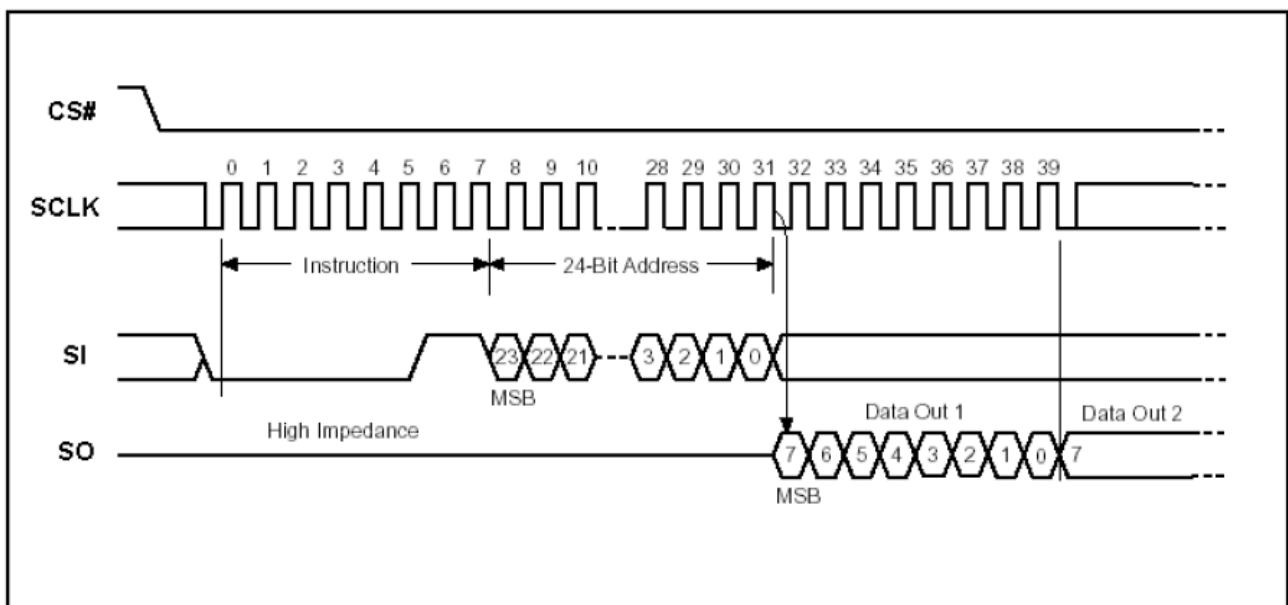 CS#
0 1 2 3 4 5 6 7 8 9 10 28 29 30 31 32 33 34 35 36 37 38 39
SCLK
Instruction 24-Bit Address
SI 23 22 21 3 2 1 0
MSB
High Impedance Data Out 1 Data Out 2
SO 7 6 5 4 3 2 1 0 7
MSB